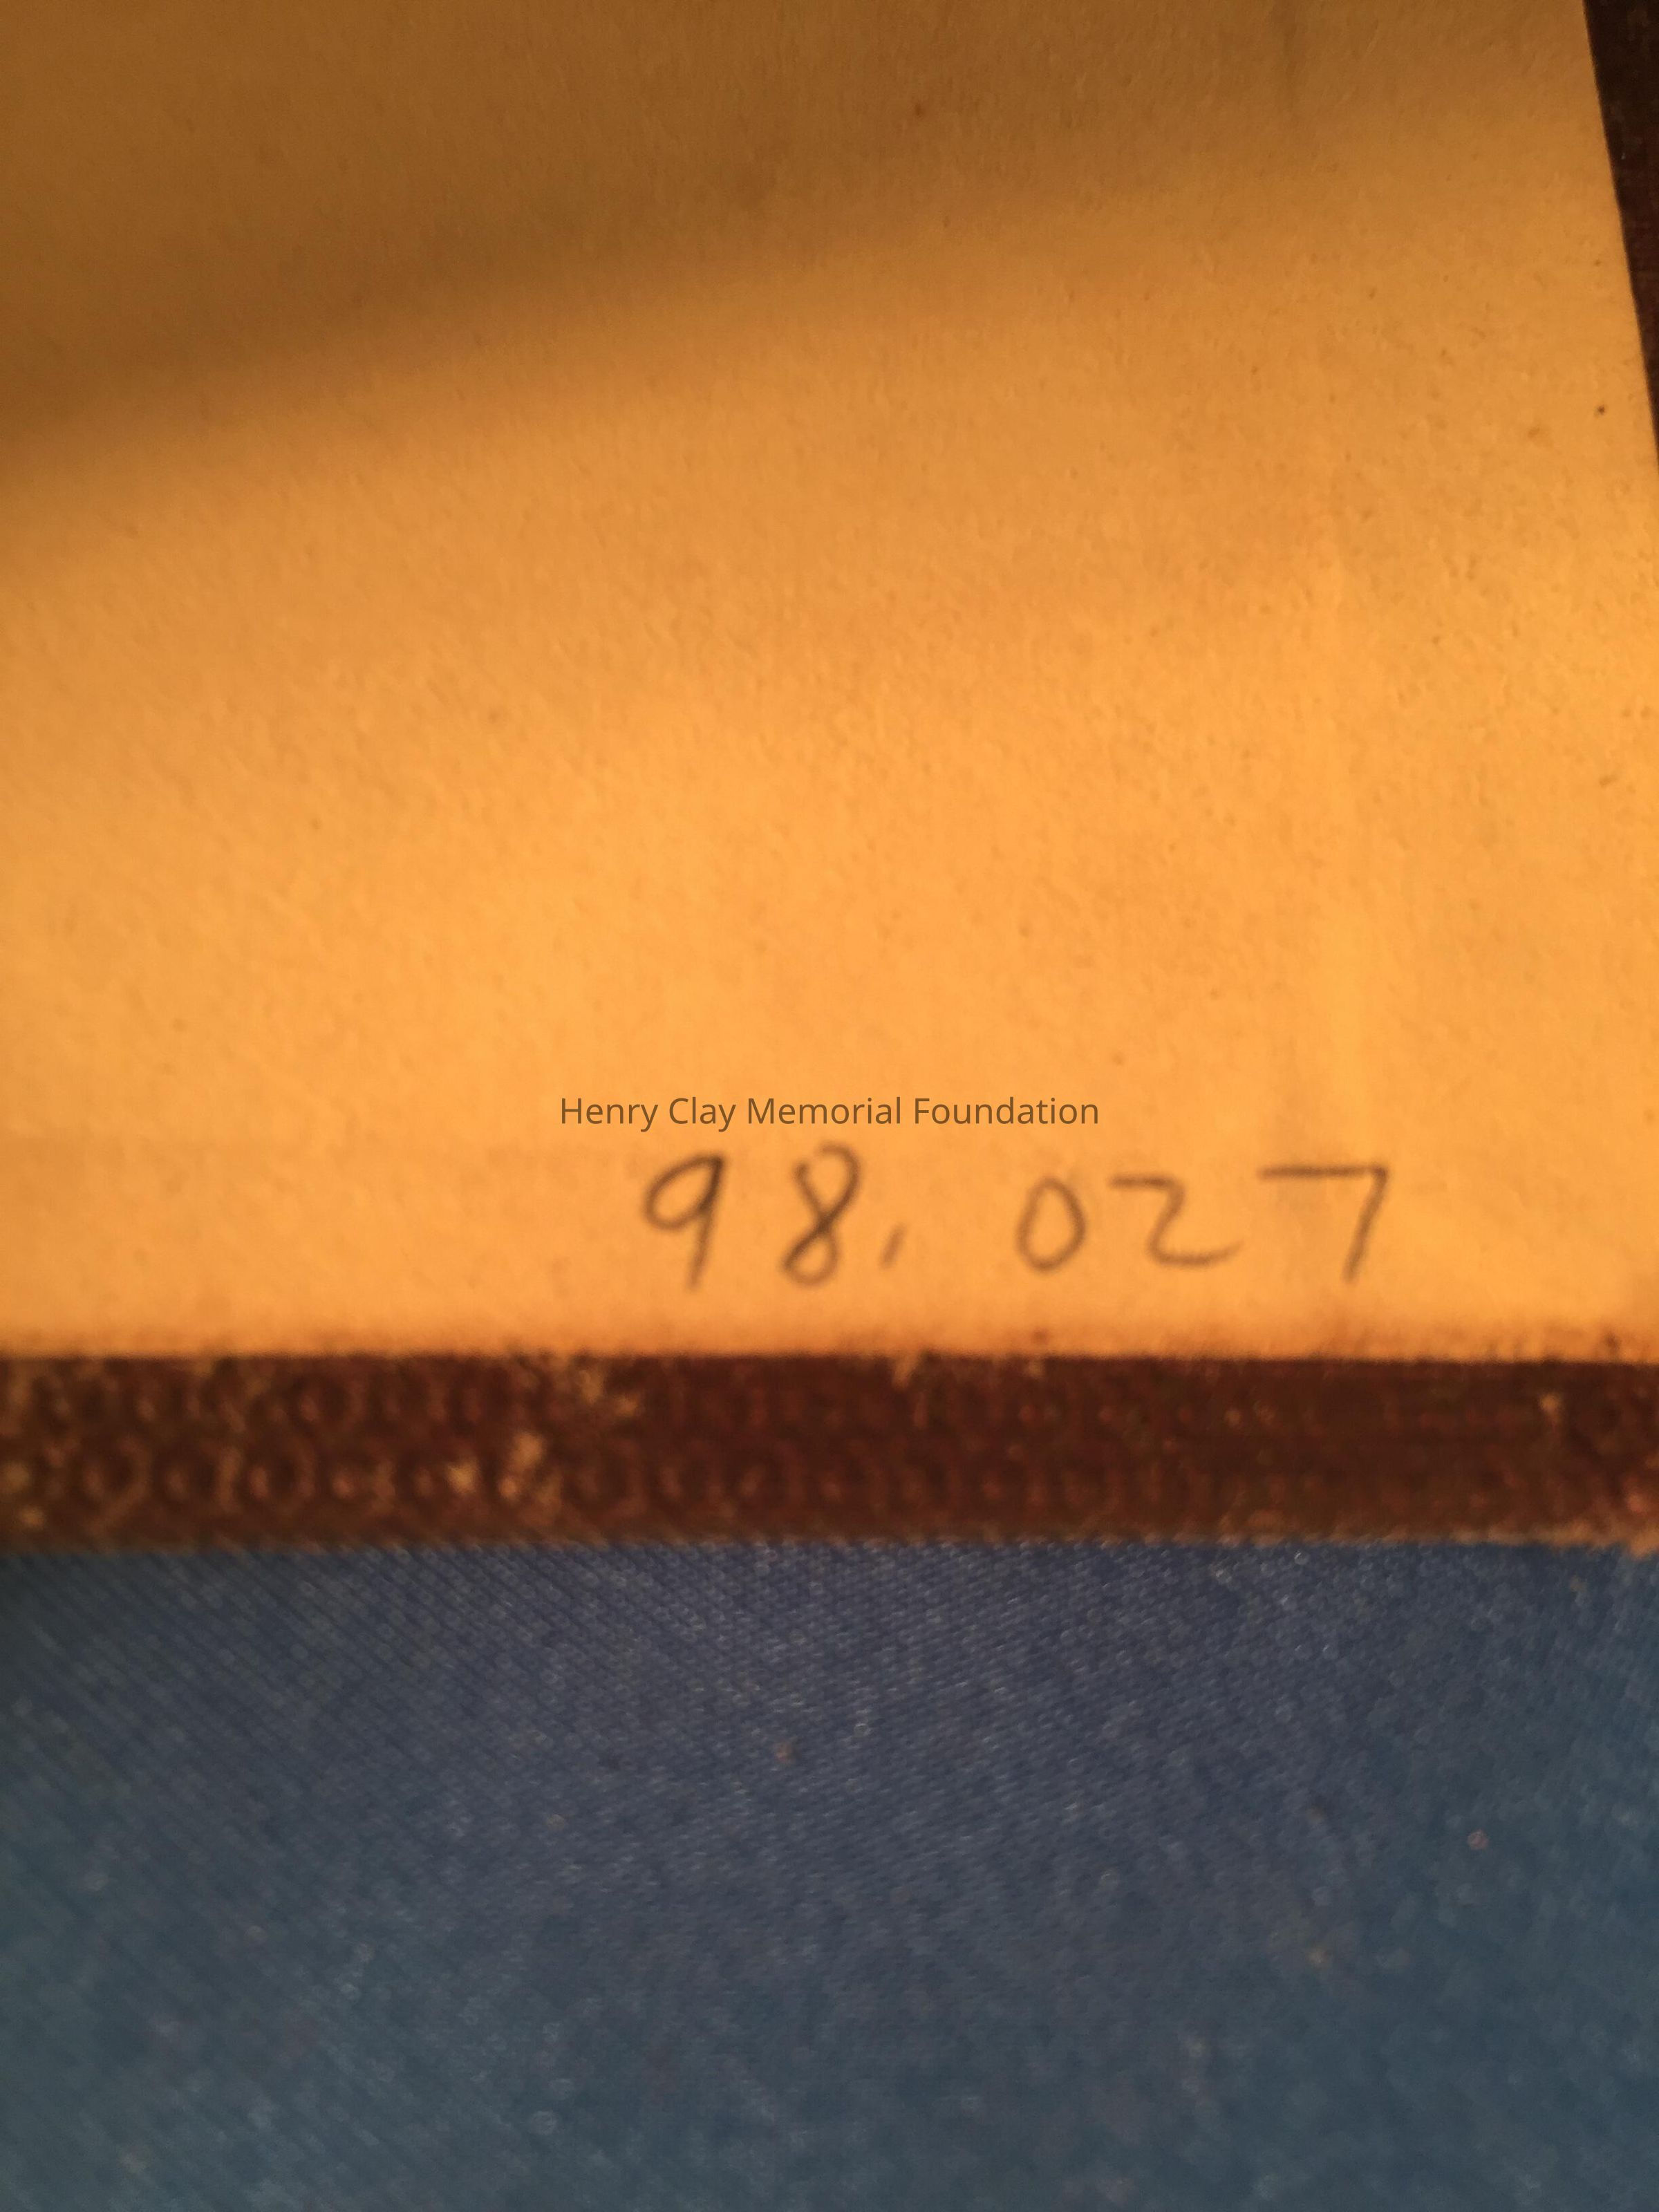 Henry Clay Memorial Foundation
98. 027